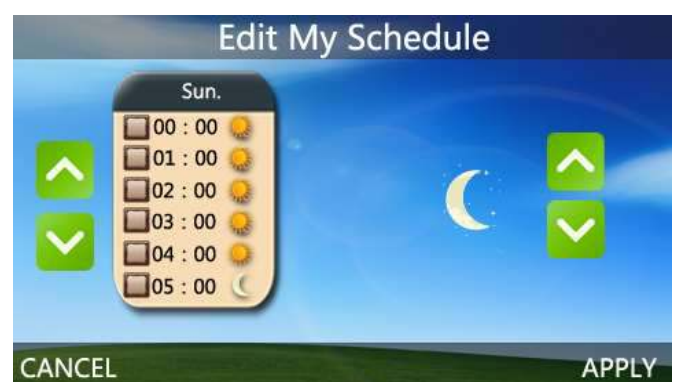 Edit My Schedule
Sun.
00 : 00
01 : 00
02 : 00
03 : 00
04 : 00
05 : 00
CANCEL
APPLY